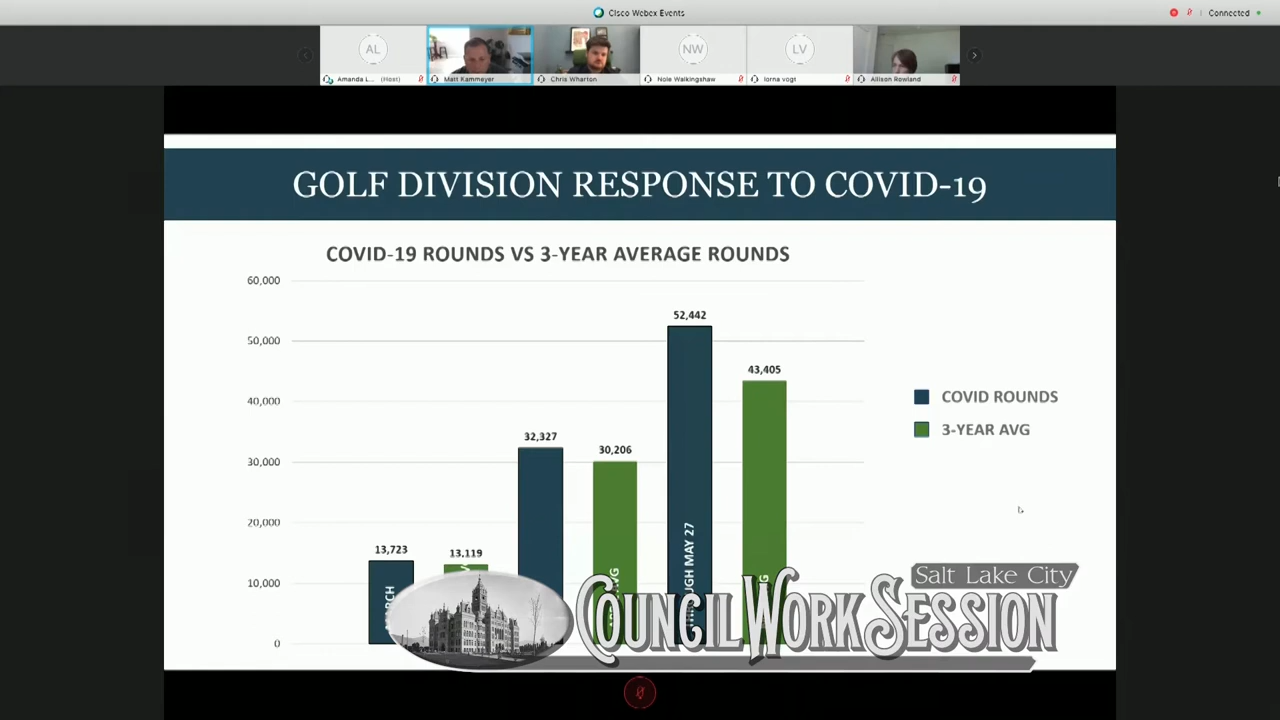 Cisco Webex Events
Connected
AL
NW
LV
Amanda L... (Host)
Matt Kammeyer
Chris Wharton
Nole Walkingshaw
lorna vogt
Allison Rowland
GOLF DIVISION RESPONSE TO COVID-19
COVID-19 ROUNDS VS 3-YEAR AVERAGE ROUNDS
60,000
50,000
40,000
30,000
20,000
10,000
0
13,723
13,119
32,327
30,206
52,442
43,405
MAY 27
COVID ROUNDS
3-YEAR AVG
Salt Lake City
COUNCIL WORK SESSION